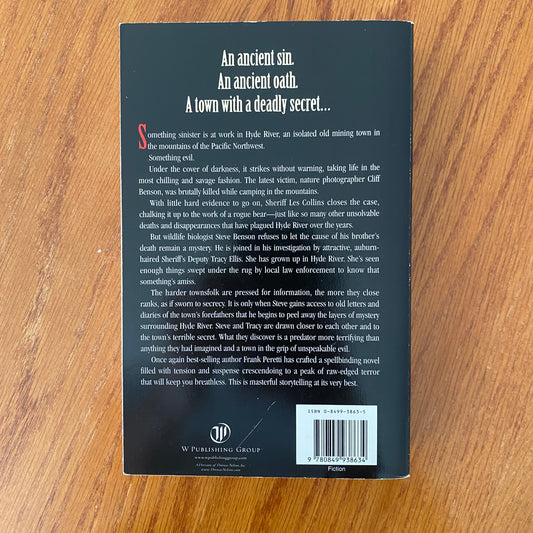 An ancient sin.
An ancient oath.
A town with a deadly secret...
Something sinister is at work in Hyde River, an isolated old mining town in
the mountains of the Pacific Northwest.
Something evil.
Under the cover of darkness, it strikes without warning, taking life in the
most chilling and savage fashion. The latest victim, nature photographer Cliff
Benson, was brutally killed while camping in the mountains.
With little hard evidence to go on, Sheriff Les Collins closes the case,
chalking it up to the work of a rogue bear—just like so many other unsolvable
deaths and disappearances that have plagued Hyde River over the years.
But wildlife biologist Steve Benson refuses to let the cause of his brother's
death remain a mystery. He is joined in his investigation by attractive, auburn-
haired Sheriff's Deputy Tracy Ellis. She has grown up in Hyde River. She's seen
enough things swept under the rug by local law enforcement to know that
something's amiss.
The harder townsfolk are pressed for information, the more they close
ranks, as if sworn to secrecy. It is only when Steve gains access to old letters and
diaries of the town's forefathers that he begins to peel away the layers of mystery
surrounding Hyde River. Steve and Tracy are drawn closer to each other and to
the town's terrible secret. What they discover is a predator more terrifying than
anything they had imagined and a town in the grip of unspeakable evil.
Once again best-selling author Frank Peretti has crafted a spellbinding novel
filled with tension and suspense crescendoing to a peak of raw-edged terror
that will keep you breathless. This is masterful storytelling at its very best.
ISBN 0-8499-3863-5
W PUBLISHING GROUP
www.wpublishinggroup.com
A Division of Thomas Nelson, Inc.
www.ThomasNelson.com
9 780849 938634
Fiction